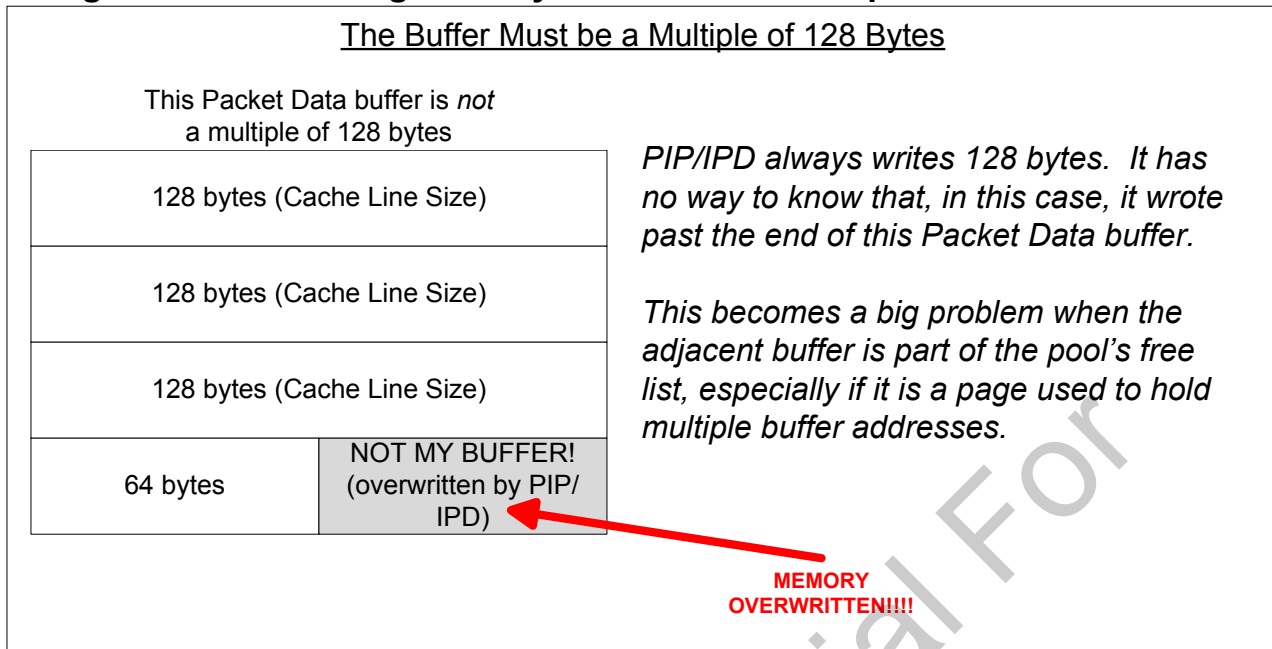 The Buffer Must be a Multiple of 128 Bytes
This Packet Data buffer is not
a multiple of 128 bytes
128 bytes (Cache Line Size)
128 bytes (Cache Line Size)
128 bytes (Cache Line Size)
64 bytes
NOT MY BUFFER!
(overwritten by PIP/
IPD)
PIP/IPD always writes 128 bytes. It has
no way to know that, in this case, it wrote
past the end of this Packet Data buffer.
This becomes a big problem when the
adjacent buffer is part of the pool's free
list, especially if it is a page used to hold
multiple buffer addresses.
MEMORY
OVERWRITTEN!!!!
For